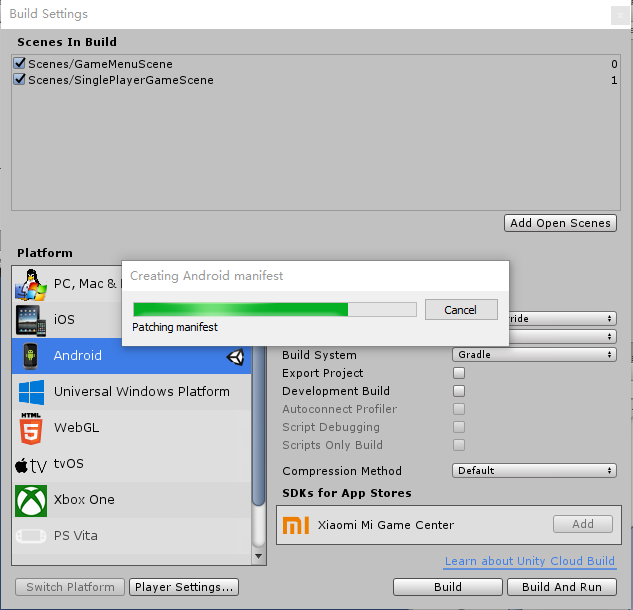 Build Settings
Scenes In Build
Scenes/GameMenuScene 0
Scenes/SinglePlayerGameScene 1
Add Open Scenes
Platform
PC, Mac &
Creating Android manifest
Cancel
Patching manifest
iOS
Android
Universal Windows Platform
HTML
WebGL
tv
tvOS
Xbox One
PS Vita
ride
Build System Gradle
Export Project
Development Build
Autoconnect Profiler
Script Debugging
Scripts Only Build
Compression Method Default
SDKs for App Stores
Xiaomi Mi Game Center Add
Learn about Unity Cloud Build
Switch Platform Player Settings... Build Build And Run